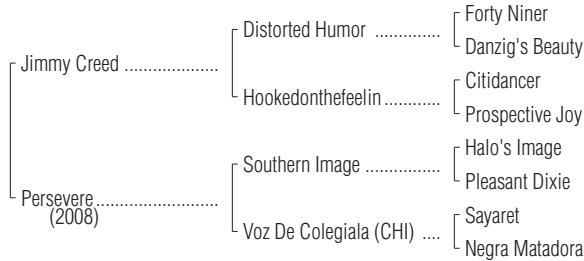 Forty Niner
Distorted Humor ..............
Danzig's Beauty
Jimmy Creed .....................
Citidancer
Hookedonthefeelin ............
Prospective Joy
Halo's Image
Southern Image .................
Pleasant Dixie
Persevere ...........................
(2008)
Sayaret
Voz De Colegiala (CHI) ....
Negra Matadora